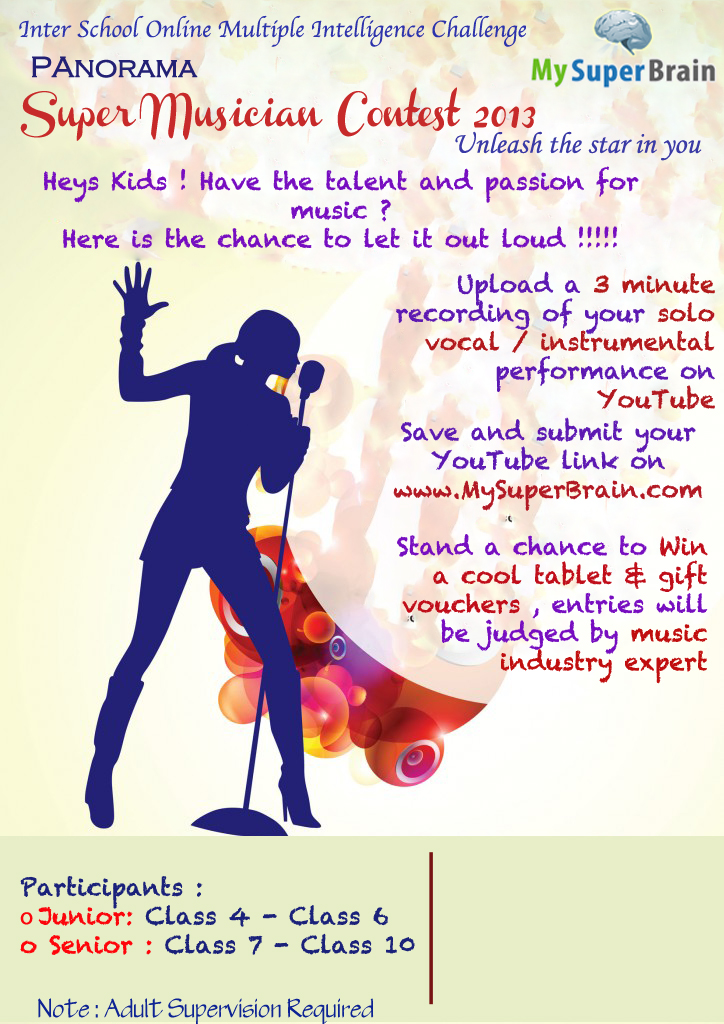 Inter School Online Multiple Intelligence Challenge
PANORAMA
My Super Brain
Super Musician Contest 2013
Unleash the star in you
Heys Kids ! Have the talent and passion for
music ?
Here is the chance to let it out loud !!!!!
Upload a 3 minute
recording of your solo
vocal / instrumental
performance on
YouTube
Save and submit your
YouTube link on
www.MySuperBrain.com
Stand a chance to Win
a cool tablet & gift
vouchers , entries will
be judged by music
industry expert
Participants :
o Junior: Class 4 - Class 6
o Senior : Class 7 - Class 10
Note : Adult Supervision Required